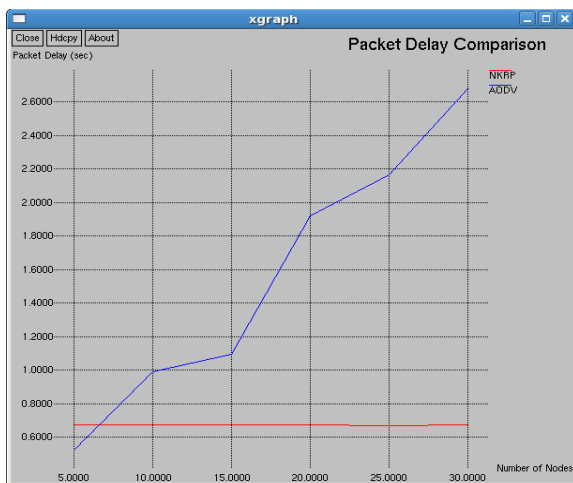 xgraph
Close Hdcpy About
Packet Delay Comparison
Packet Delay (sec)
NKRP
AODV
2.6000
2.4000
2.2000
2.0000
1.8000
1.6000
1.4000
1.2000
1.0000
0.8000
0.6000
Number of Nodes
5.0000 10.0000 15.0000 20.0000 25.0000 30.0000